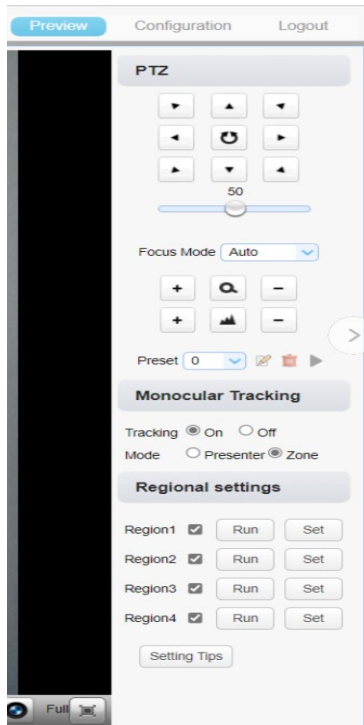 Preview Configuration Logout
PTZ
50
Focus Mode Auto
+ -
+ -
Preset 0
Monocular Tracking
Tracking On Off
Mode Presenter Zone
Regional settings
Region1 Run Set
Region2 Run Set
Region3 Run Set
Region4 Run Set
Setting Tips
Full